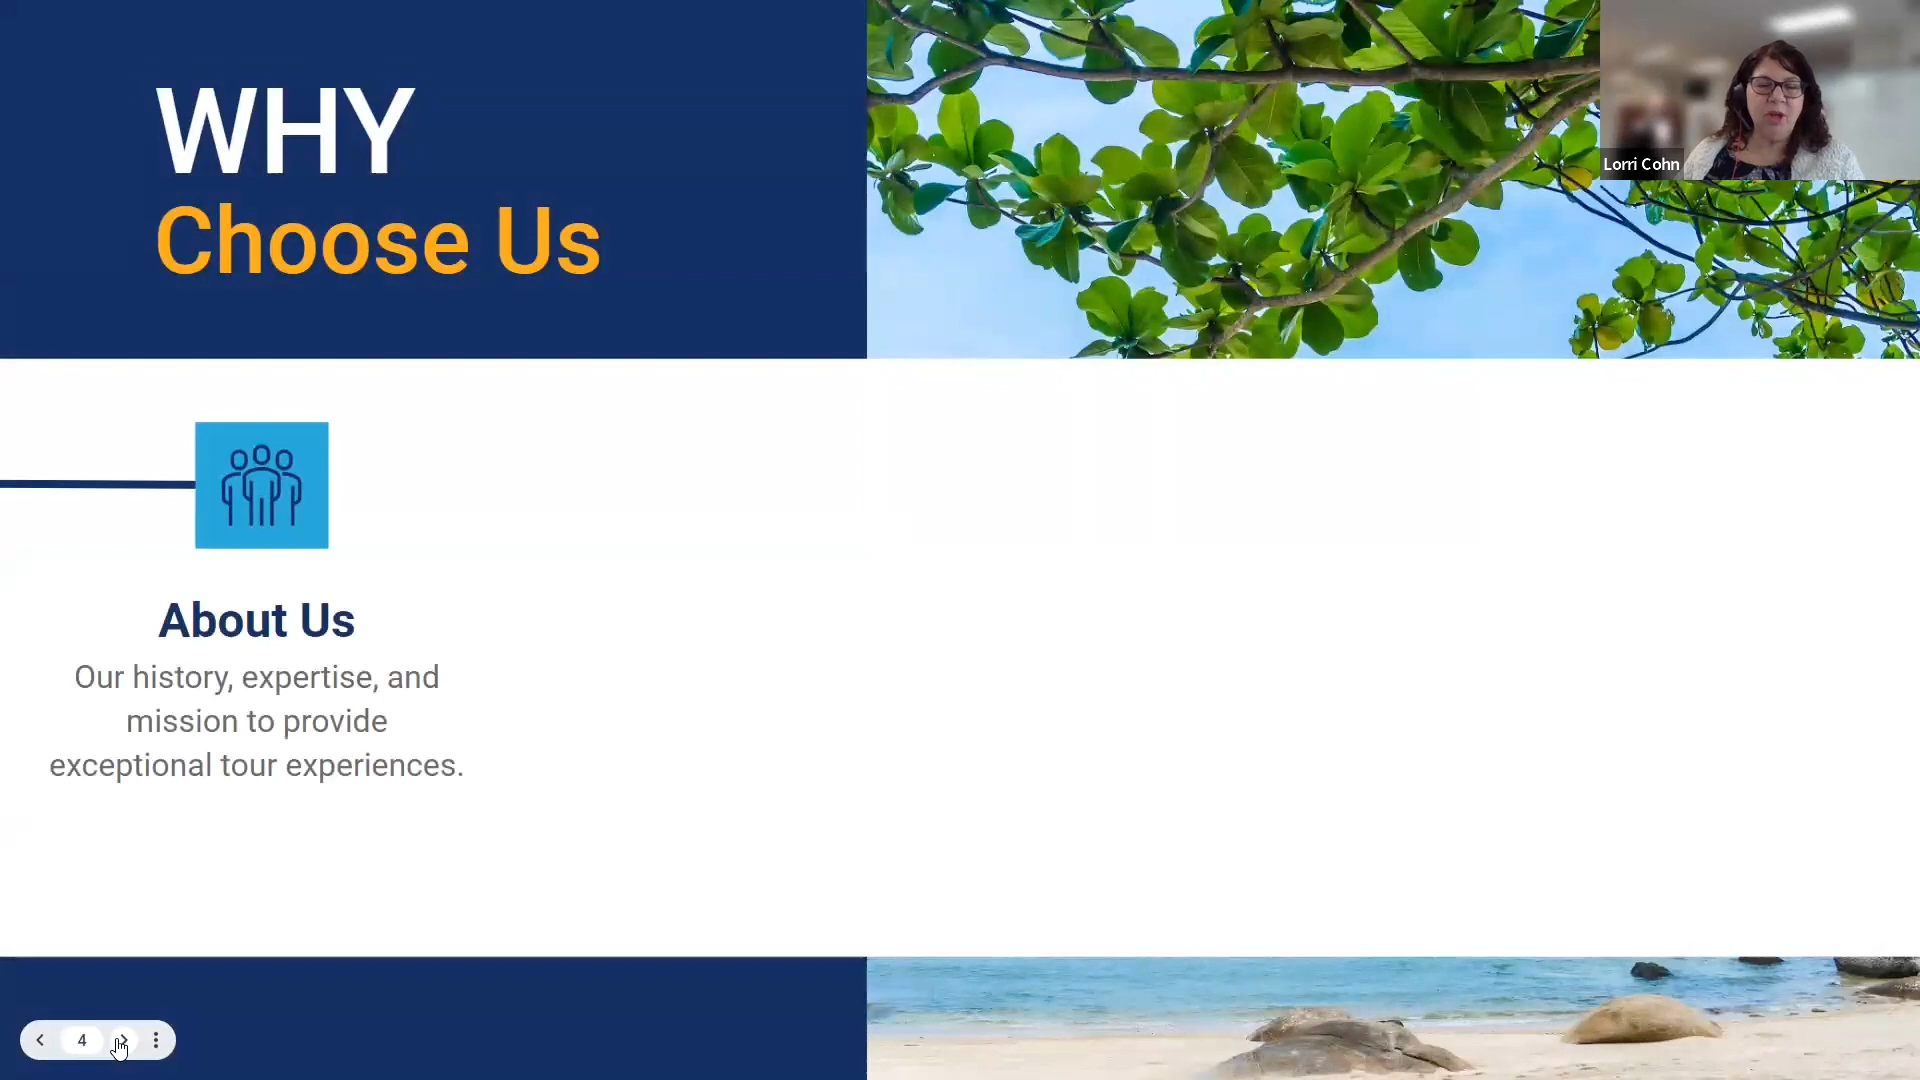 WHY
Choose Us
Lorri Cohn
About Us
Our history, expertise, and
mission to provide
exceptional tour experiences.
4